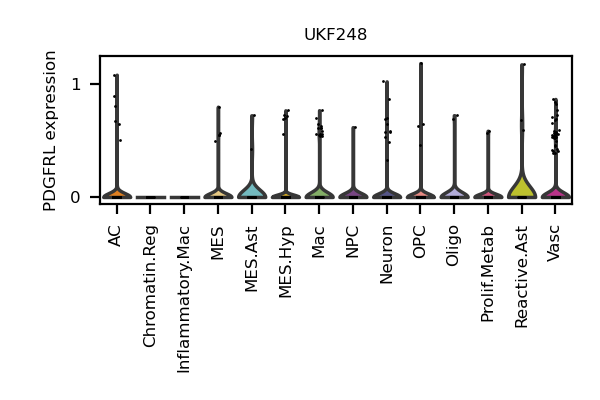 UKF248
PDGFRL expression
1
0
AC
Chromatin.Reg
Inflammatory.Mac
MES
MES.Ast
MES.Hyp
Mac
NPC
Neuron
OPC
Oligo
Prolif.Metab
Reactive.Ast
Vasc